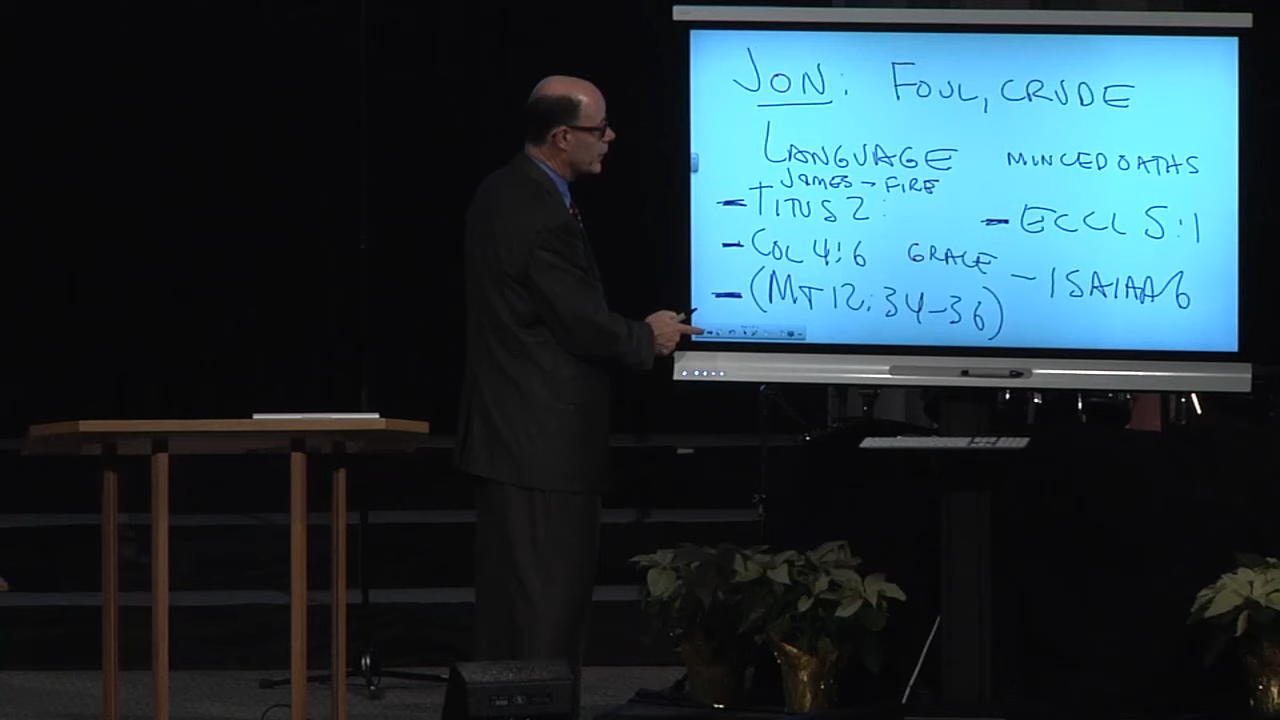 JON: FOUL, CRUDE
LANGUAGE MINCED OATHS
JAMES → FIRE
- TITUS 2:
- ECCL 5:1
- COL 4:6 GRACE
- ISAIAH 6
- (MT 12:34-36)